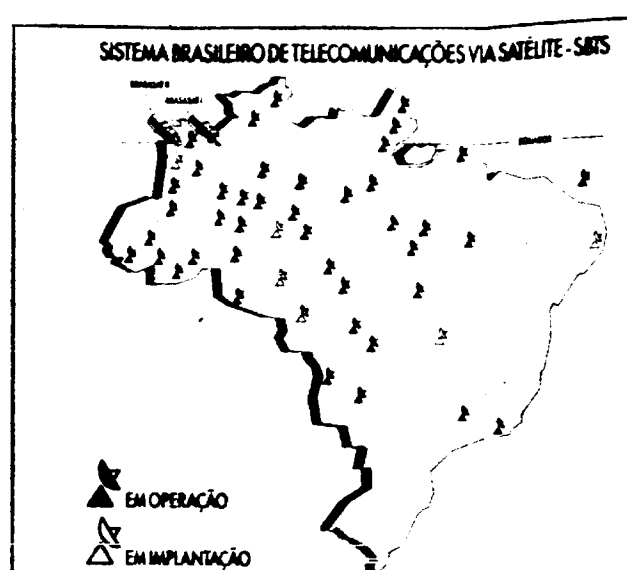 SISTEMA BRASILEIRO DE TELECOMUNICAÇÕES VIA SATÉLITE - SBTS
EM OPERAÇÃO
EM IMPLANTAÇÃO